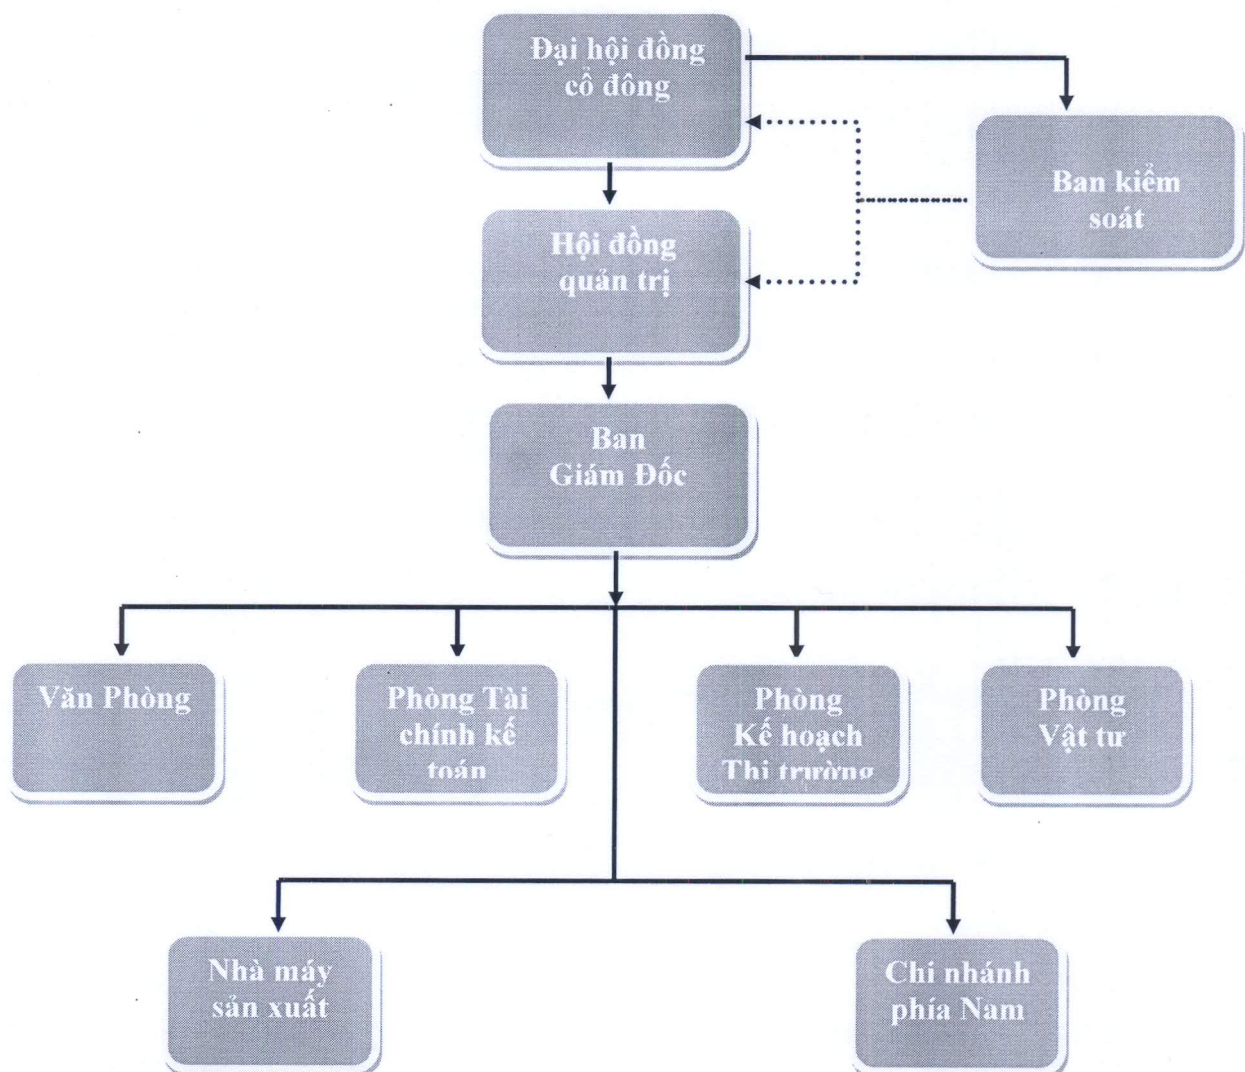 Đại hội đồng
cổ đông
Ban kiểm
soát
Hội đồng
quản trị
Ban
Giám Đốc
Văn Phòng
Phòng Tài
chính kế
toán
Phòng
Kế hoạch
Thị trường
Phòng
Vật tư
Nhà máy
sản xuất
Chi nhánh
phía Nam